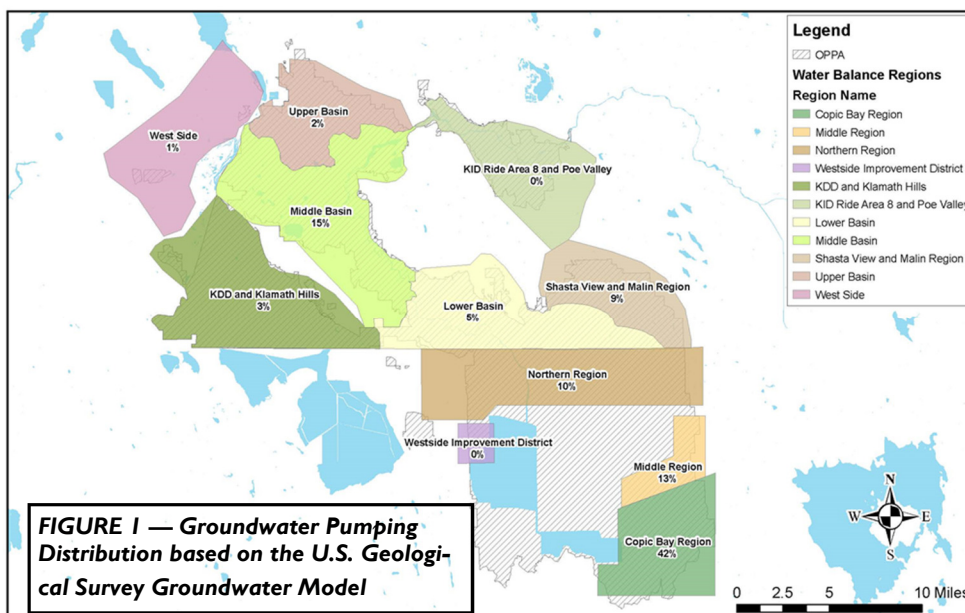 Legend
OPPA
Water Balance Regions
Region Name
Copic Bay Region
Middle Region
Northern Region
Westside Improvement District
KDD and Klamath Hills
KID Ride Area 8 and Poe Valley
Lower Basin
Middle Basin
Shasta View and Malin Region
Upper Basin
West Side
Upper Basin
2%
West Side
1%
KID Ride Area 8 and Poe Valley
0%
Middle Basin
15%
KDD and Klamath Hills
3%
Lower Basin
5%
Shasta View and Malin Region
9%
Northern Region
10%
Westside Improvement District
0%
Middle Region
13%
Copic Bay Region
42%
FIGURE 1 — Groundwater Pumping
Distribution based on the U.S. Geologi-
cal Survey Groundwater Model
N
W E
S
0 2.5 5 10 Miles